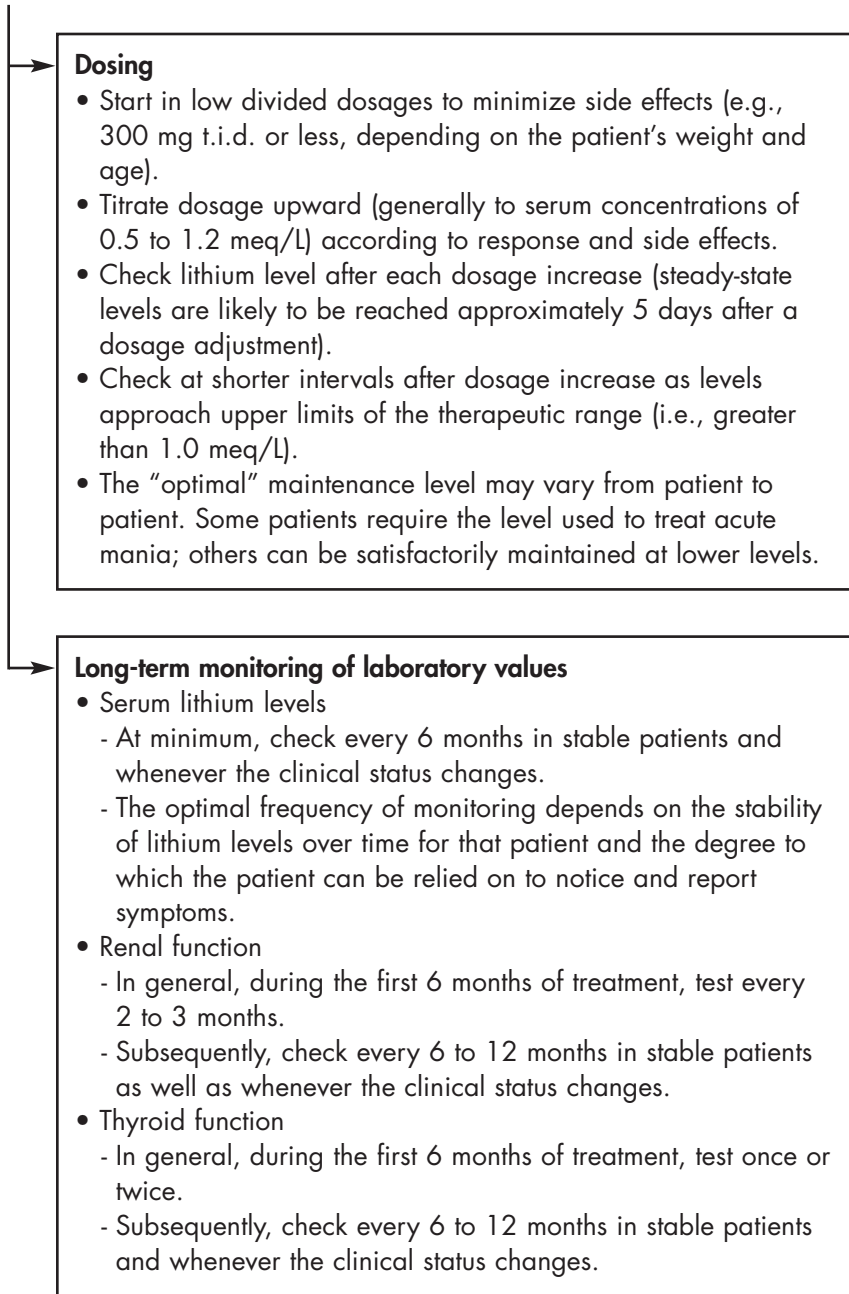 Dosing
• Start in low divided dosages to minimize side effects (e.g.,
300 mg t.i.d. or less, depending on the patient’s weight and
age).
• Titrate dosage upward (generally to serum concentrations of
0.5 to 1.2 meq/L) according to response and side effects.
• Check lithium level after each dosage increase (steady-state
levels are likely to be reached approximately 5 days after a
dosage adjustment).
• Check at shorter intervals after dosage increase as levels
approach upper limits of the therapeutic range (i.e., greater
than 1.0 meq/L).
• The “optimal” maintenance level may vary from patient to
patient. Some patients require the level used to treat acute
mania; others can be satisfactorily maintained at lower levels.
Long-term monitoring of laboratory values
• Serum lithium levels
- At minimum, check every 6 months in stable patients and
whenever the clinical status changes.
- The optimal frequency of monitoring depends on the stability
of lithium levels over time for that patient and the degree to
which the patient can be relied on to notice and report
symptoms.
• Renal function
- In general, during the first 6 months of treatment, test every
2 to 3 months.
- Subsequently, check every 6 to 12 months in stable patients
as well as whenever the clinical status changes.
• Thyroid function
- In general, during the first 6 months of treatment, test once or
twice.
- Subsequently, check every 6 to 12 months in stable patients
and whenever the clinical status changes.